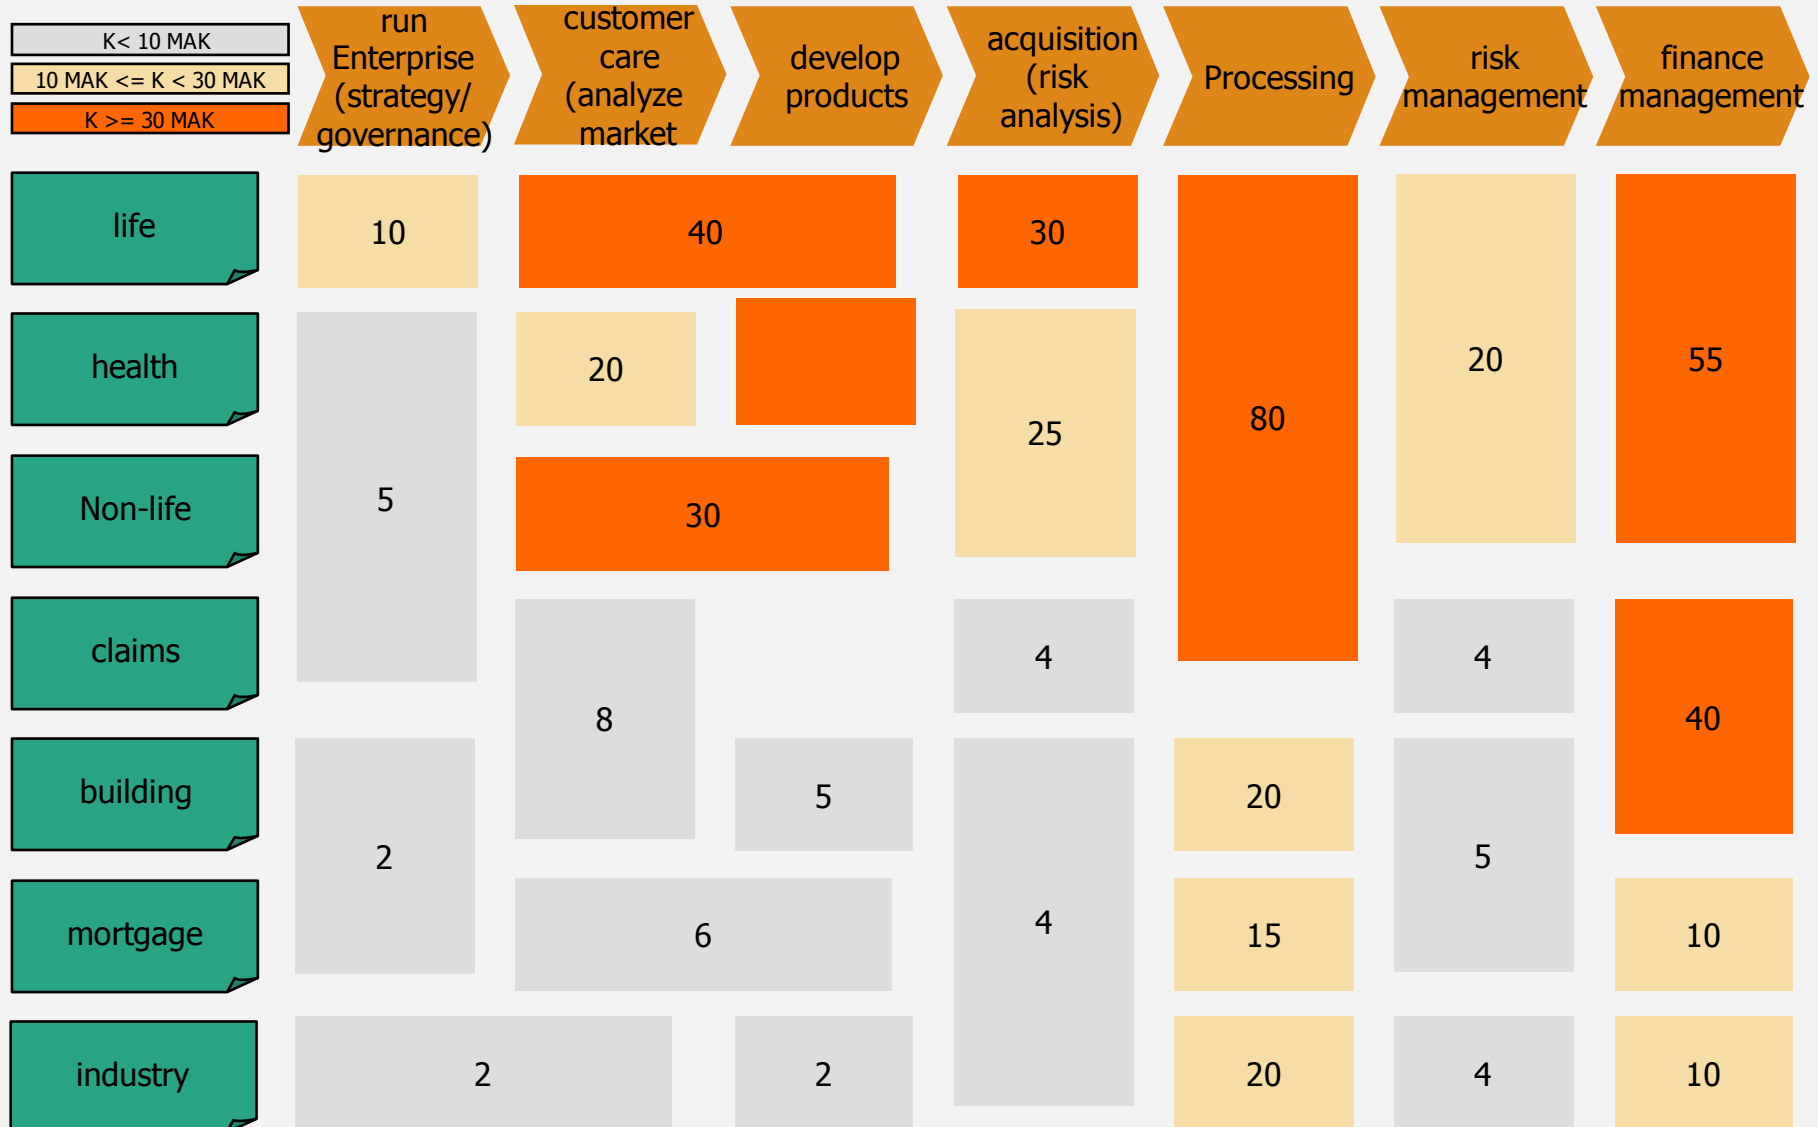 K< 10 MAK
10 MAK <= K < 30 MAK
K >= 30 MAK
run
Enterprise
(strategy/
governance)
customer
care
(analyze
market
develop
products
acquisition
(risk
analysis)
Processing
risk
management
finance
management
life
10
40
30
80
20
55
health
20
25
Non-life
5
30
claims
8
4
4
40
building
2
5
4
20
5
mortgage
6
15
10
industry
2
2
20
4
10